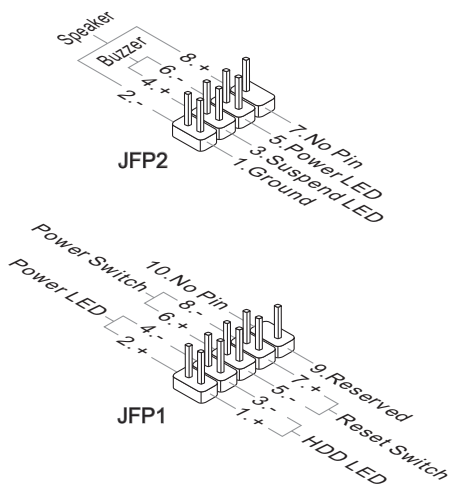 Speaker
Buzzer
8.+
6.-
4.+
2.-
7.No Pin
5.Power LED
3.Suspend LED
1.Ground
JFP2
10.No Pin
Power Switch
8.-
6.+
Power LED
4.-
2.+
9.Reserved
7.+
5.-
Reset Switch
3.-
1.+
HDD LED
JFP1